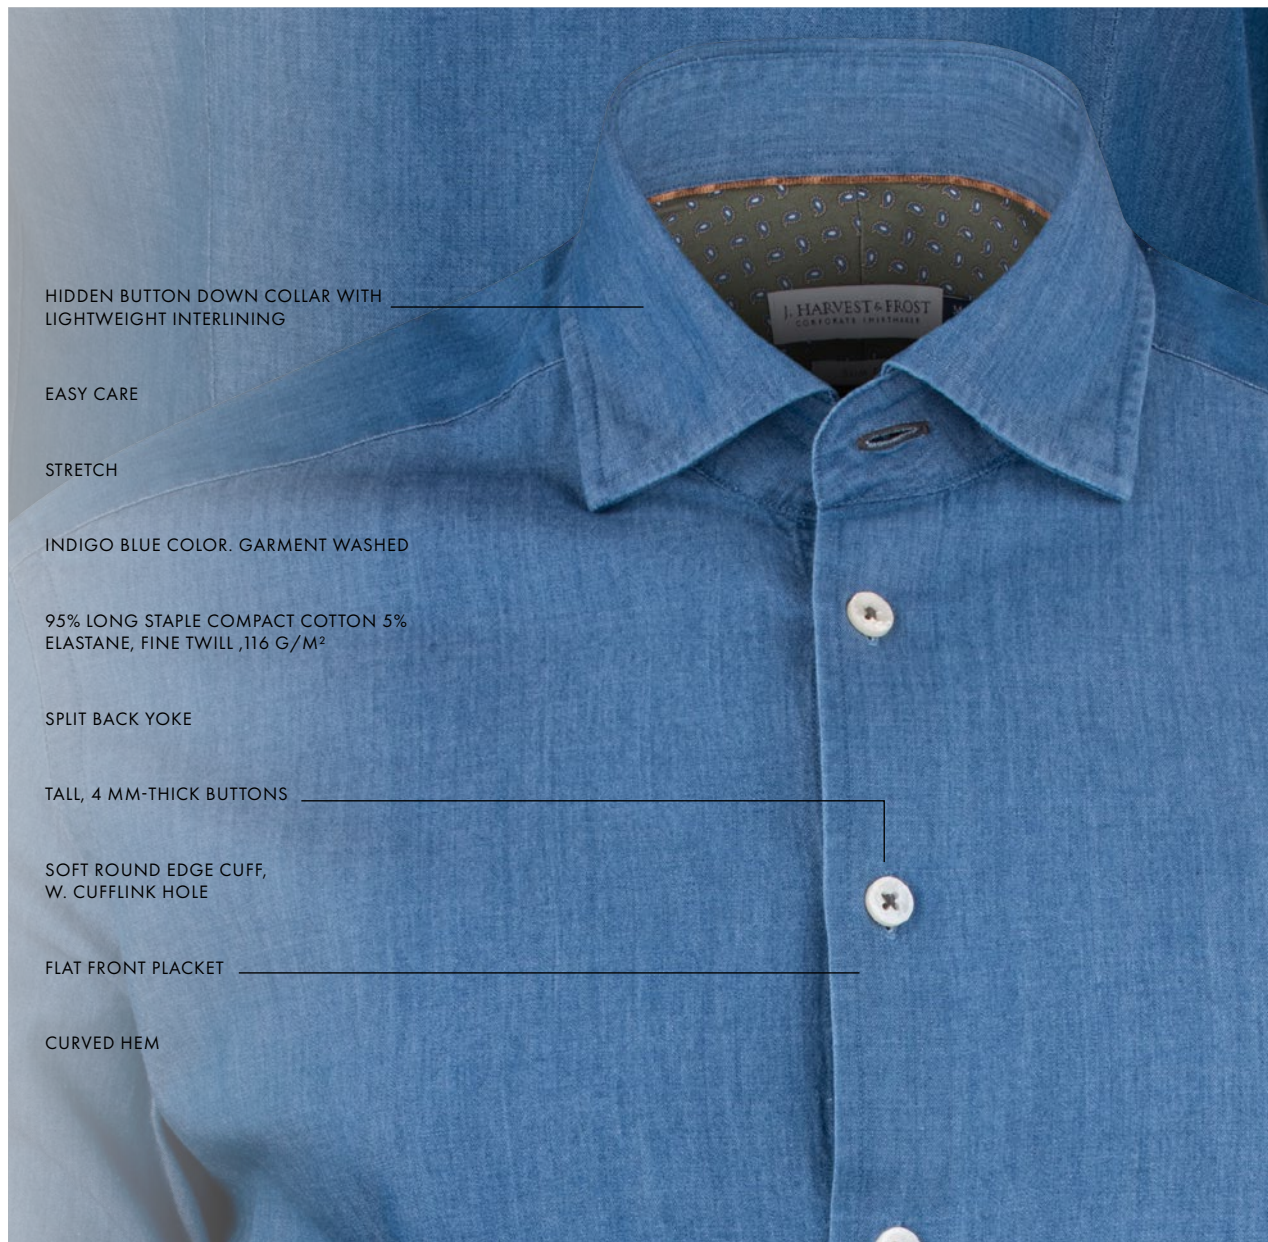 HIDDEN BUTTON DOWN COLLAR WITH
LIGHTWEIGHT INTERLINING
J. HARVEST & FROST
EASY CARE
STRETCH
INDIGO BLUE COLOR. GARMENT WASHED
95% LONG STAPLE COMPACT COTTON 5%
ELASTANE, FINE TWILL ,116 G/M²
SPLIT BACK YOKE
TALL, 4 MM-THICK BUTTONS
SOFT ROUND EDGE CUFF,
W. CUFFLINK HOLE
FLAT FRONT PLACKET
CURVED HEM